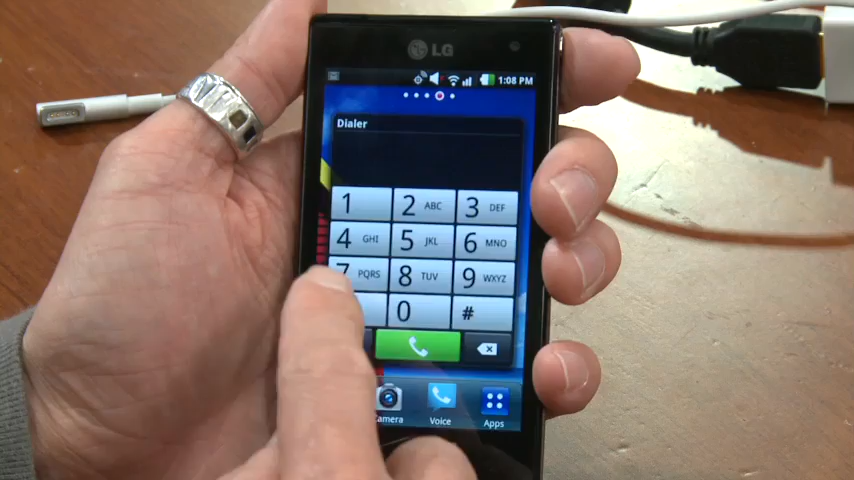 LG
1:08 PM
Dialer
1 2 ABC 3 DEF
4 GHI 5 JKL 6 MNO
7 PQRS 8 TUV 9 WXYZ
0 #
amera Voice Apps